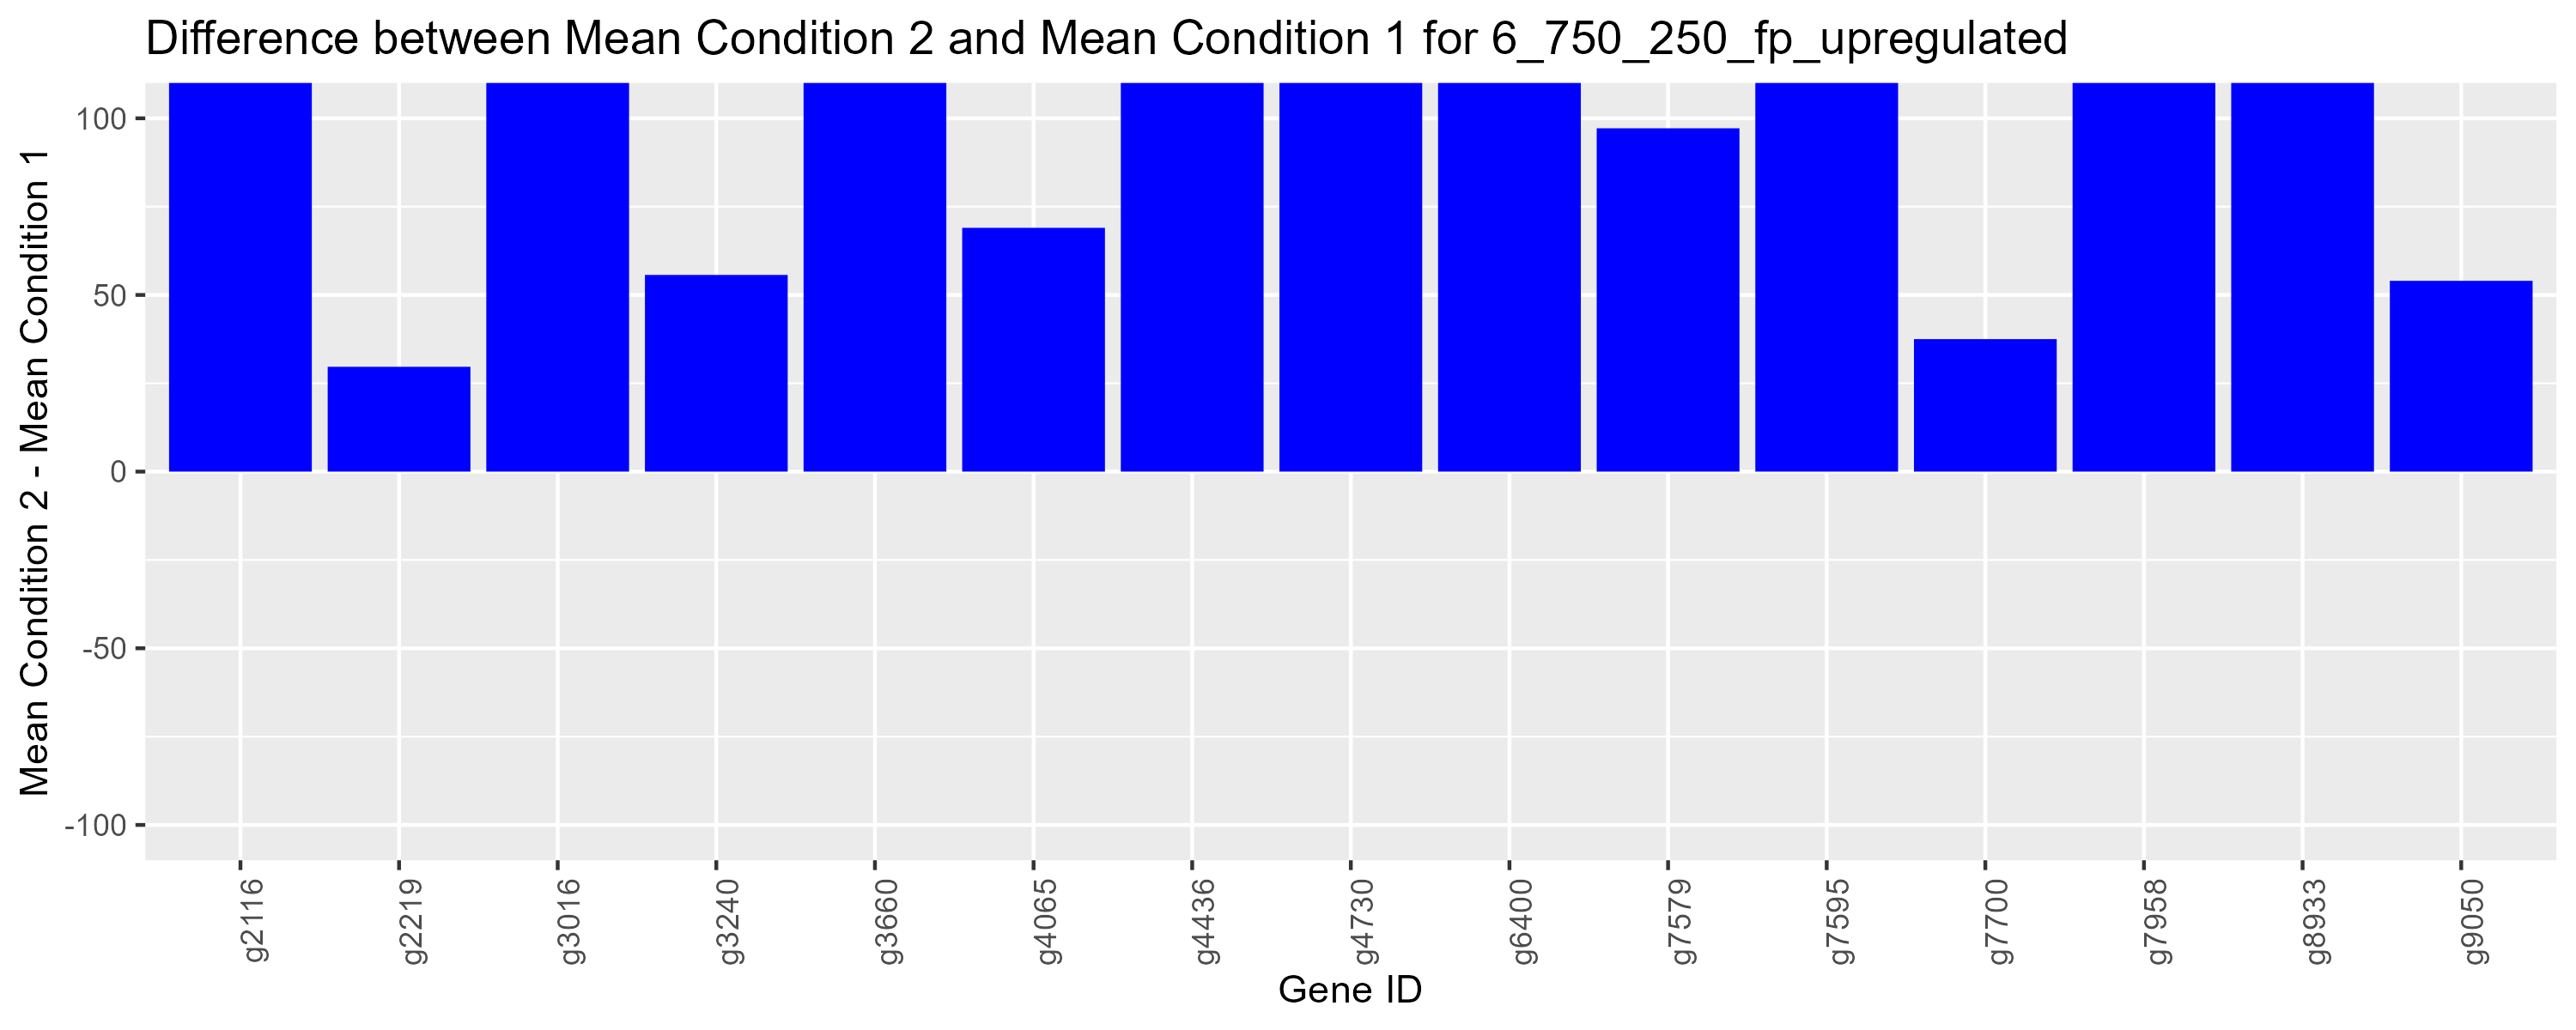 Difference between Mean Condition 2 and Mean Condition 1 for 6_750_250_fp_upregulated
Mean Condition 2 - Mean Condition 1
100
50
0
-50
-100
g2116
g2219
g3016
g3240
g3660
g4065
g4436
g4730
g6400
g7579
g7595
g7700
g7958
g8933
g9050
Gene ID